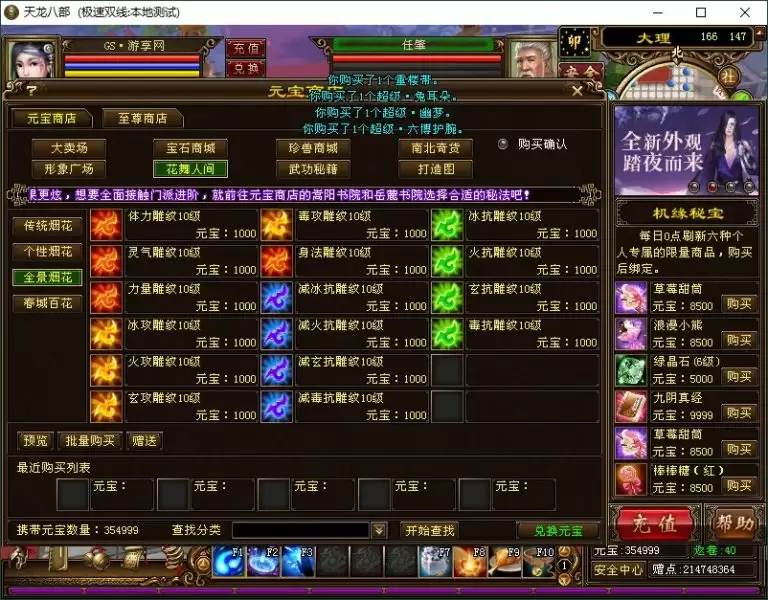 天龙八部 (极速双线:本地测试)
GS·游享网
充值
兑换
任肇
卯
大理 166 147
北
社
安全
?
元宝商店
你购买了1个重楼带。
你购买了1个超级·兔耳朵。
你购买了1个超级·幽梦。
你购买了1个超级·六博护腕。
元宝商店
至尊商店
大卖场
宝石商城
珍兽商城
南北奇货
购买确认
形象广场
花舞人间
武功秘籍
打造图
果更炫，想要全面接触门派进阶，就前往元宝商店的嵩阳书院和岳麓书院选择合适的秘法吧！
传统烟花
个性烟花
全景烟花
春城百花
体力雕纹10级
元宝：1000
毒攻雕纹10级
元宝：1000
冰抗雕纹10级
元宝：1000
灵气雕纹10级
元宝：1000
身法雕纹10级
元宝：1000
火抗雕纹10级
元宝：1000
力量雕纹10级
元宝：1000
减冰抗雕纹10级
元宝：1000
玄抗雕纹10级
元宝：1000
冰攻雕纹10级
元宝：1000
减火抗雕纹10级
元宝：1000
毒抗雕纹10级
元宝：1000
火攻雕纹10级
元宝：1000
减玄抗雕纹10级
元宝：1000
玄攻雕纹10级
元宝：1000
减毒抗雕纹10级
元宝：1000
预览
批量购买
赠送
最近购买列表
元宝：
元宝：
元宝：
元宝：
元宝：
携带元宝数量：354999
查找分类
开始查找
兑换元宝
全新外观
踏夜而来
机缘秘宝
每日0点刷新六种个
人专属的限量商品，购买
后绑定。
草莓甜筒
元宝：8500
购买
浪漫小熊
元宝：8500
购买
绿晶石(6级)
元宝：5000
购买
九阴真经
元宝：9999
购买
草莓甜筒
元宝：8500
购买
棒棒糖(红)
元宝：8500
购买
充值
帮助
F1
F2
F3
F7
F8
F9
F10
1
元宝:354999
返卷:40
安全中心
赠点:214748364